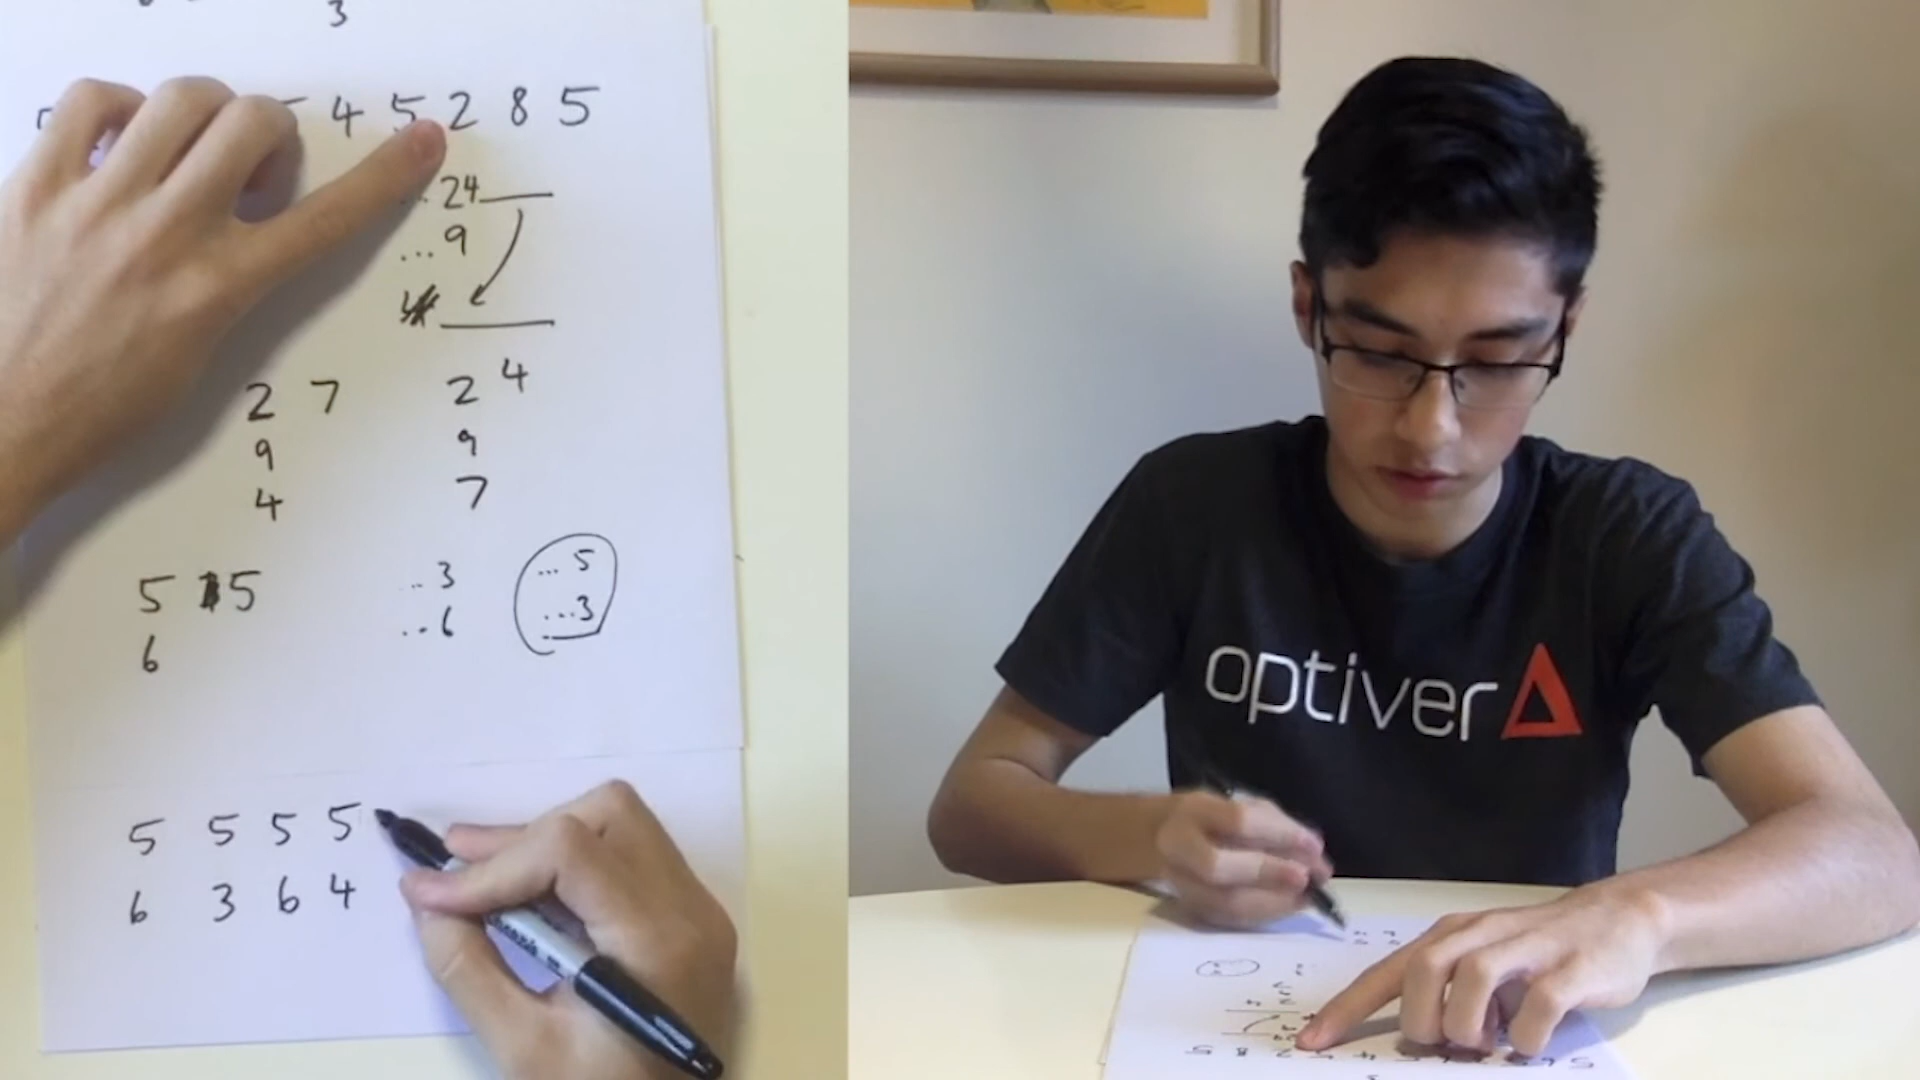 3
4 5 2 8 5
... 24
... 9
2 7 2 4
9 9
4 7
5 5 ... 3 ... 5
6 ... 6 ... 3
5 5 5 5
6 3 6 4
optiver